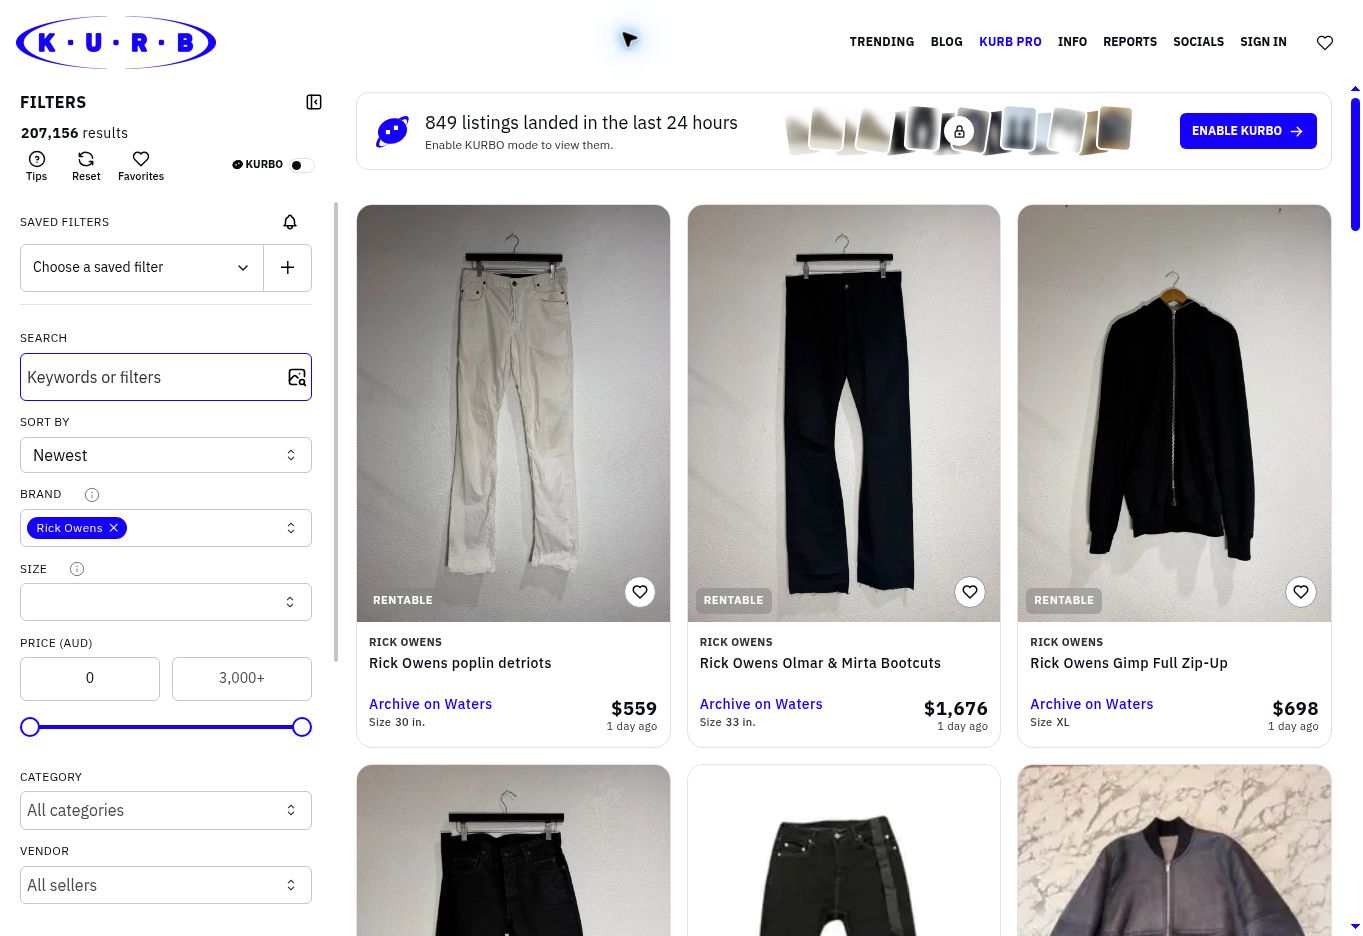 K·U·R·B
TRENDING BLOG KURB PRO INFO REPORTS SOCIALS SIGN IN
FILTERS
207,156 results
Tips Reset Favorites
KURBO
SAVED FILTERS
Choose a saved filter
SEARCH
Keywords or filters
SORT BY
Newest
BRAND
Rick Owens
SIZE
PRICE (AUD)
0 3,000+
CATEGORY
All categories
VENDOR
All sellers
849 listings landed in the last 24 hours
Enable KURBO mode to view them.
ENABLE KURBO
RENTABLE
RICK OWENS
Rick Owens poplin detriots
Archive on Waters
$559
Size 30 in.
1 day ago
RENTABLE
RICK OWENS
Rick Owens Olmar & Mirta Bootcuts
Archive on Waters
$1,676
Size 33 in.
1 day ago
RENTABLE
RICK OWENS
Rick Owens Gimp Full Zip-Up
Archive on Waters
$698
Size XL
1 day ago